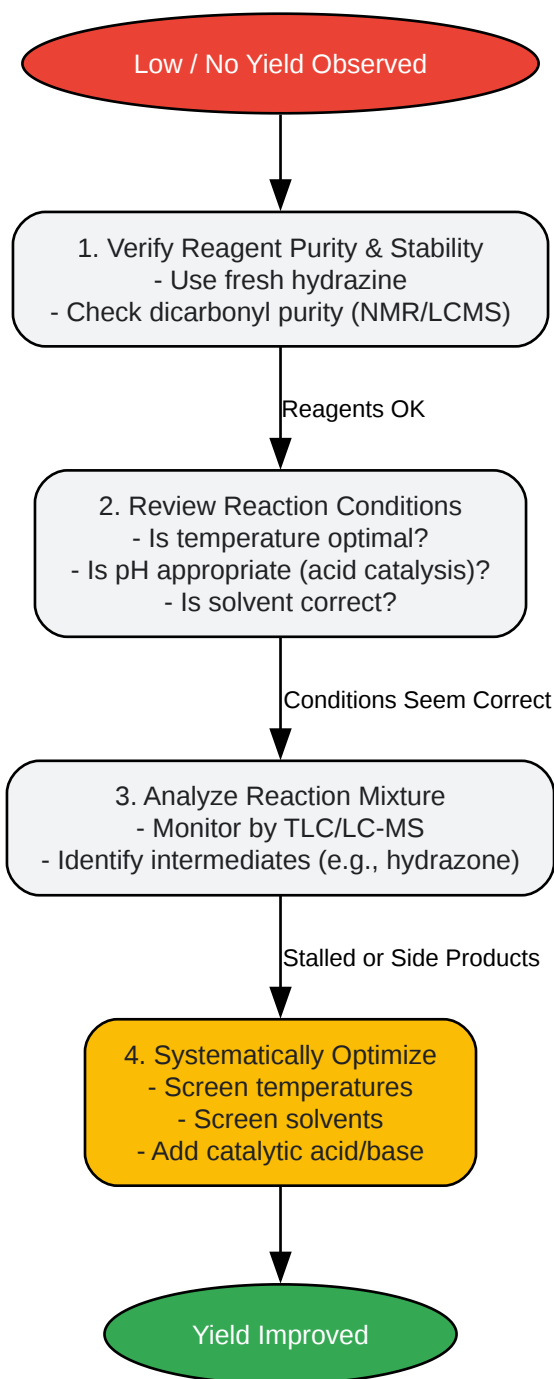 Low / No Yield Observed
1. Verify Reagent Purity & Stability
- Use fresh hydrazine
- Check dicarbonyl purity (NMR/LCMS)
Reagents OK
2. Review Reaction Conditions
- Is temperature optimal?
- Is pH appropriate (acid catalysis)?
- Is solvent correct?
Conditions Seem Correct
3. Analyze Reaction Mixture
- Monitor by TLC/LC-MS
- Identify intermediates (e.g., hydrazone)
Stalled or Side Products
4. Systematically Optimize
- Screen temperatures
- Screen solvents
- Add catalytic acid/base
Yield Improved